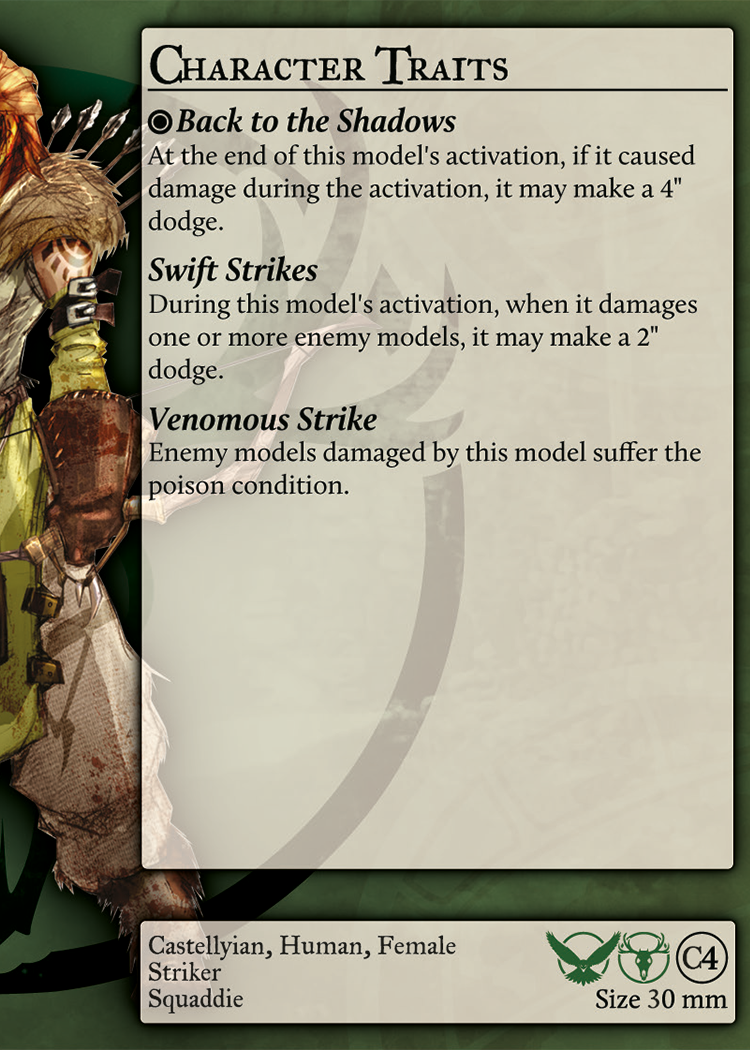 Character Traits
Back to the Shadows
At the end of this model's activation, if it caused
damage during the activation, it may make a 4"
dodge.
Swift Strikes
During this model's activation, when it damages
one or more enemy models, it may make a 2"
dodge.
Venomous Strike
Enemy models damaged by this model suffer the
poison condition.
Castellyian, Human, Female
Striker
Squaddie
C4
Size 30 mm